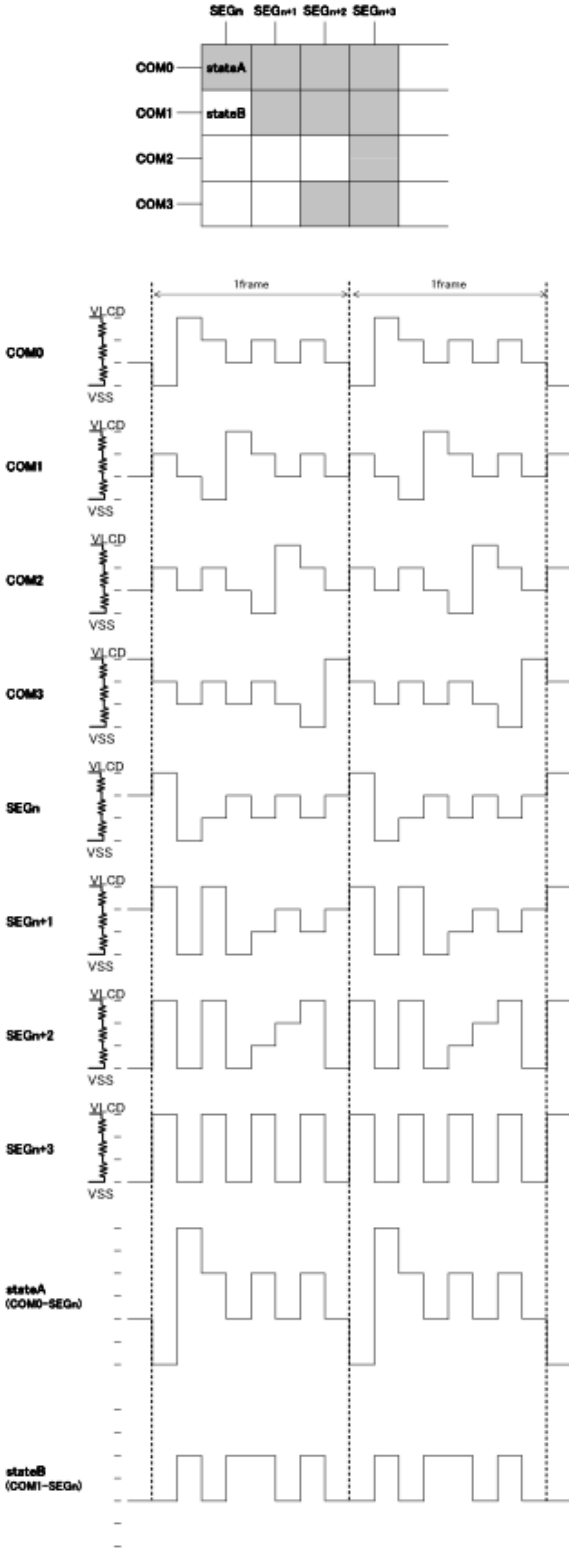 SEGn SEGn+1 SEGn+2 SEGn+3
COM0 stateA
COM1 stateB
COM2
COM3
1frame 1frame
VLCD
COM0
VSS
VLCD
COM1
VSS
VLCD
COM2
VSS
VLCD
COM3
VSS
VLCD
SEGn
VSS
VLCD
SEGn+1
VSS
VLCD
SEGn+2
VSS
VLCD
SEGn+3
VSS
stateA
(COM0-SEGn)
stateB
(COM1-SEGn)